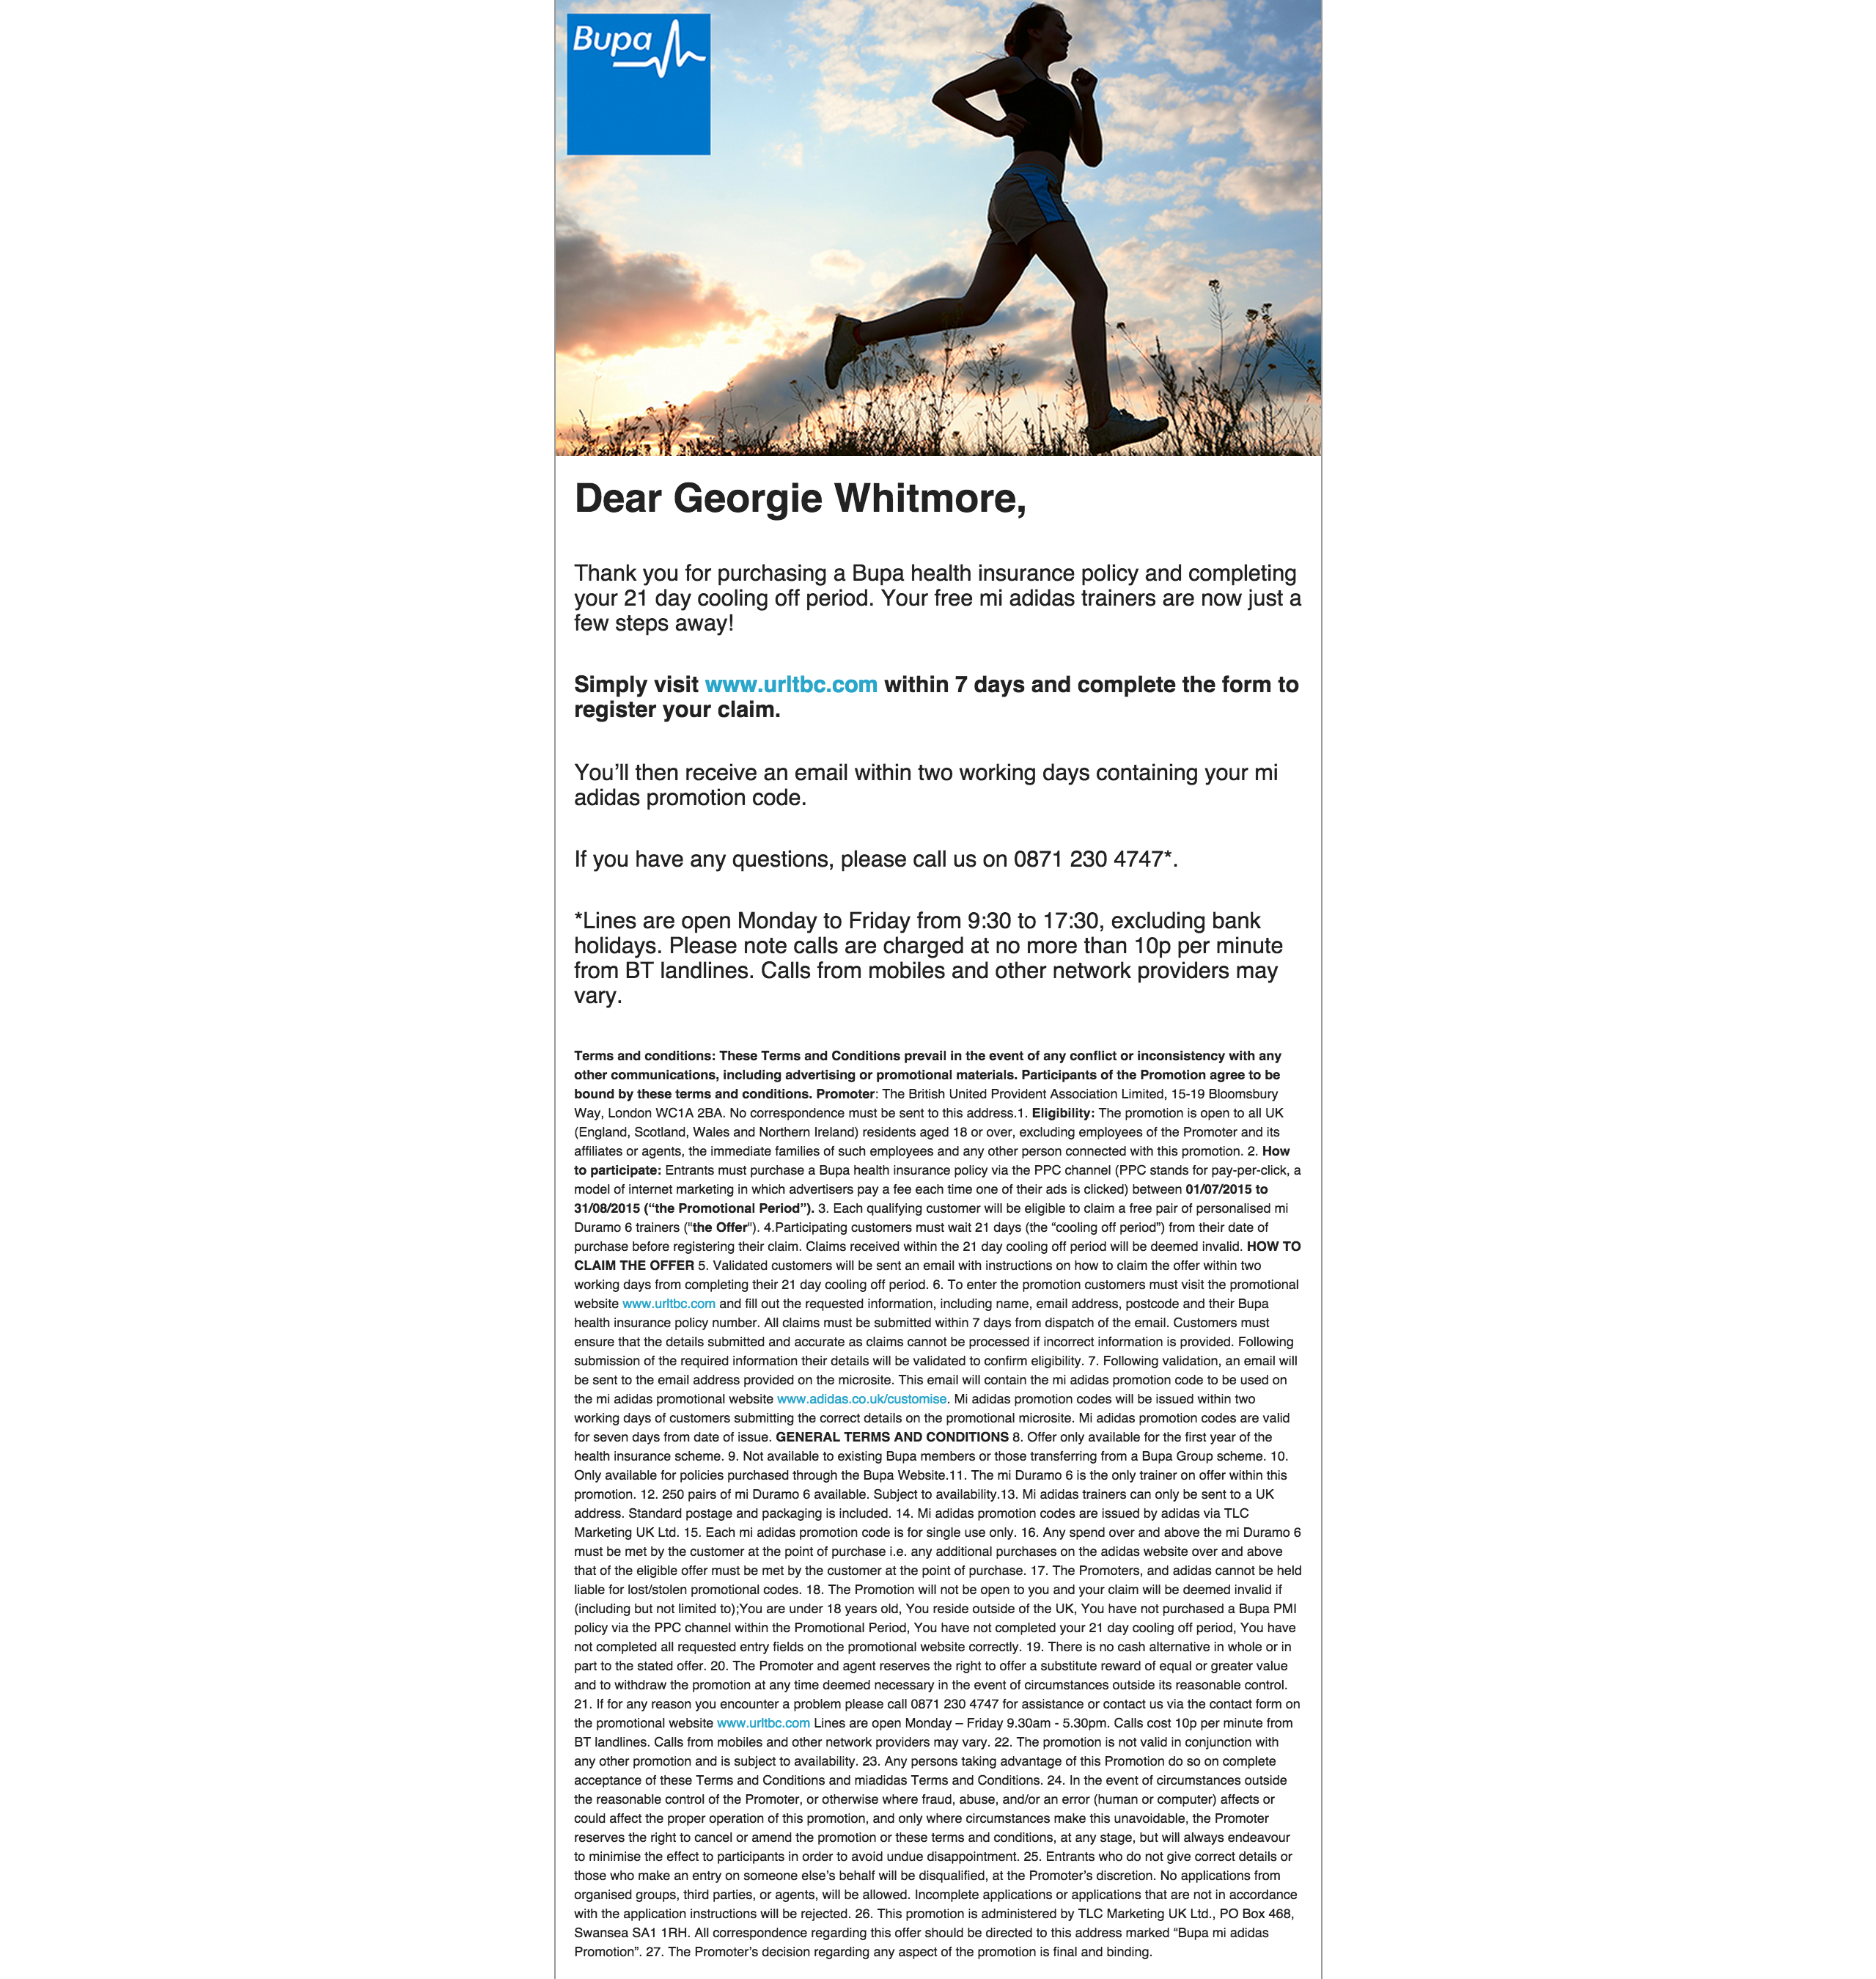 Bupa
Dear Georgie Whitmore,
Thank you for purchasing a Bupa health insurance policy and completing
your 21 day cooling off period. Your free mi adidas trainers are now just a
few steps away!
Simply visit www.urltbc.com within 7 days and complete the form to
register your claim.
You’ll then receive an email within two working days containing your mi
adidas promotion code.
If you have any questions, please call us on 0871 230 4747*.
*Lines are open Monday to Friday from 9:30 to 17:30, excluding bank
holidays. Please note calls are charged at no more than 10p per minute
from BT landlines. Calls from mobiles and other network providers may
vary.
Terms and conditions: These Terms and Conditions prevail in the event of any conflict or inconsistency with any
other communications, including advertising or promotional materials. Participants of the Promotion agree to be
bound by these terms and conditions. Promoter: The British United Provident Association Limited, 15-19 Bloomsbury
Way, London WC1A 2BA. No correspondence must be sent to this address.1. Eligibility: The promotion is open to all UK
(England, Scotland, Wales and Northern Ireland) residents aged 18 or over, excluding employees of the Promoter and its
affiliates or agents, the immediate families of such employees and any other person connected with this promotion. 2. How
to participate: Entrants must purchase a Bupa health insurance policy via the PPC channel (PPC stands for pay-per-click, a
model of internet marketing in which advertisers pay a fee each time one of their ads is clicked) between 01/07/2015 to
31/08/2015 (“the Promotional Period”). 3. Each qualifying customer will be eligible to claim a free pair of personalised mi
Duramo 6 trainers ("the Offer"). 4.Participating customers must wait 21 days (the “cooling off period”) from their date of
purchase before registering their claim. Claims received within the 21 day cooling off period will be deemed invalid. HOW TO
CLAIM THE OFFER 5. Validated customers will be sent an email with instructions on how to claim the offer within two
working days from completing their 21 day cooling off period. 6. To enter the promotion customers must visit the promotional
website www.urltbc.com and fill out the requested information, including name, email address, postcode and their Bupa
health insurance policy number. All claims must be submitted within 7 days from dispatch of the email. Customers must
ensure that the details submitted and accurate as claims cannot be processed if incorrect information is provided. Following
submission of the required information their details will be validated to confirm eligibility. 7. Following validation, an email will
be sent to the email address provided on the microsite. This email will contain the mi adidas promotion code to be used on
the mi adidas promotional website www.adidas.co.uk/customise. Mi adidas promotion codes will be issued within two
working days of customers submitting the correct details on the promotional microsite. Mi adidas promotion codes are valid
for seven days from date of issue. GENERAL TERMS AND CONDITIONS 8. Offer only available for the first year of the
health insurance scheme. 9. Not available to existing Bupa members or those transferring from a Bupa Group scheme. 10.
Only available for policies purchased through the Bupa Website.11. The mi Duramo 6 is the only trainer on offer within this
promotion. 12. 250 pairs of mi Duramo 6 available. Subject to availability.13. Mi adidas trainers can only be sent to a UK
address. Standard postage and packaging is included. 14. Mi adidas promotion codes are issued by adidas via TLC
Marketing UK Ltd. 15. Each mi adidas promotion code is for single use only. 16. Any spend over and above the mi Duramo 6
must be met by the customer at the point of purchase i.e. any additional purchases on the adidas website over and above
that of the eligible offer must be met by the customer at the point of purchase. 17. The Promoters, and adidas cannot be held
liable for lost/stolen promotional codes. 18. The Promotion will not be open to you and your claim will be deemed invalid if
(including but not limited to);You are under 18 years old, You reside outside of the UK, You have not purchased a Bupa PMI
policy via the PPC channel within the Promotional Period, You have not completed your 21 day cooling off period, You have
not completed all requested entry fields on the promotional website correctly. 19. There is no cash alternative in whole or in
part to the stated offer. 20. The Promoter and agent reserves the right to offer a substitute reward of equal or greater value
and to withdraw the promotion at any time deemed necessary in the event of circumstances outside its reasonable control.
21. If for any reason you encounter a problem please call 0871 230 4747 for assistance or contact us via the contact form on
the promotional website www.urltbc.com Lines are open Monday – Friday 9.30am - 5.30pm. Calls cost 10p per minute from
BT landlines. Calls from mobiles and other network providers may vary. 22. The promotion is not valid in conjunction with
any other promotion and is subject to availability. 23. Any persons taking advantage of this Promotion do so on complete
acceptance of these Terms and Conditions and miadidas Terms and Conditions. 24. In the event of circumstances outside
the reasonable control of the Promoter, or otherwise where fraud, abuse, and/or an error (human or computer) affects or
could affect the proper operation of this promotion, and only where circumstances make this unavoidable, the Promoter
reserves the right to cancel or amend the promotion or these terms and conditions, at any stage, but will always endeavour
to minimise the effect to participants in order to avoid undue disappointment. 25. Entrants who do not give correct details or
those who make an entry on someone else’s behalf will be disqualified, at the Promoter’s discretion. No applications from
organised groups, third parties, or agents, will be allowed. Incomplete applications or applications that are not in accordance
with the application instructions will be rejected. 26. This promotion is administered by TLC Marketing UK Ltd., PO Box 468,
Swansea SA1 1RH. All correspondence regarding this offer should be directed to this address marked “Bupa mi adidas
Promotion”. 27. The Promoter’s decision regarding any aspect of the promotion is final and binding.